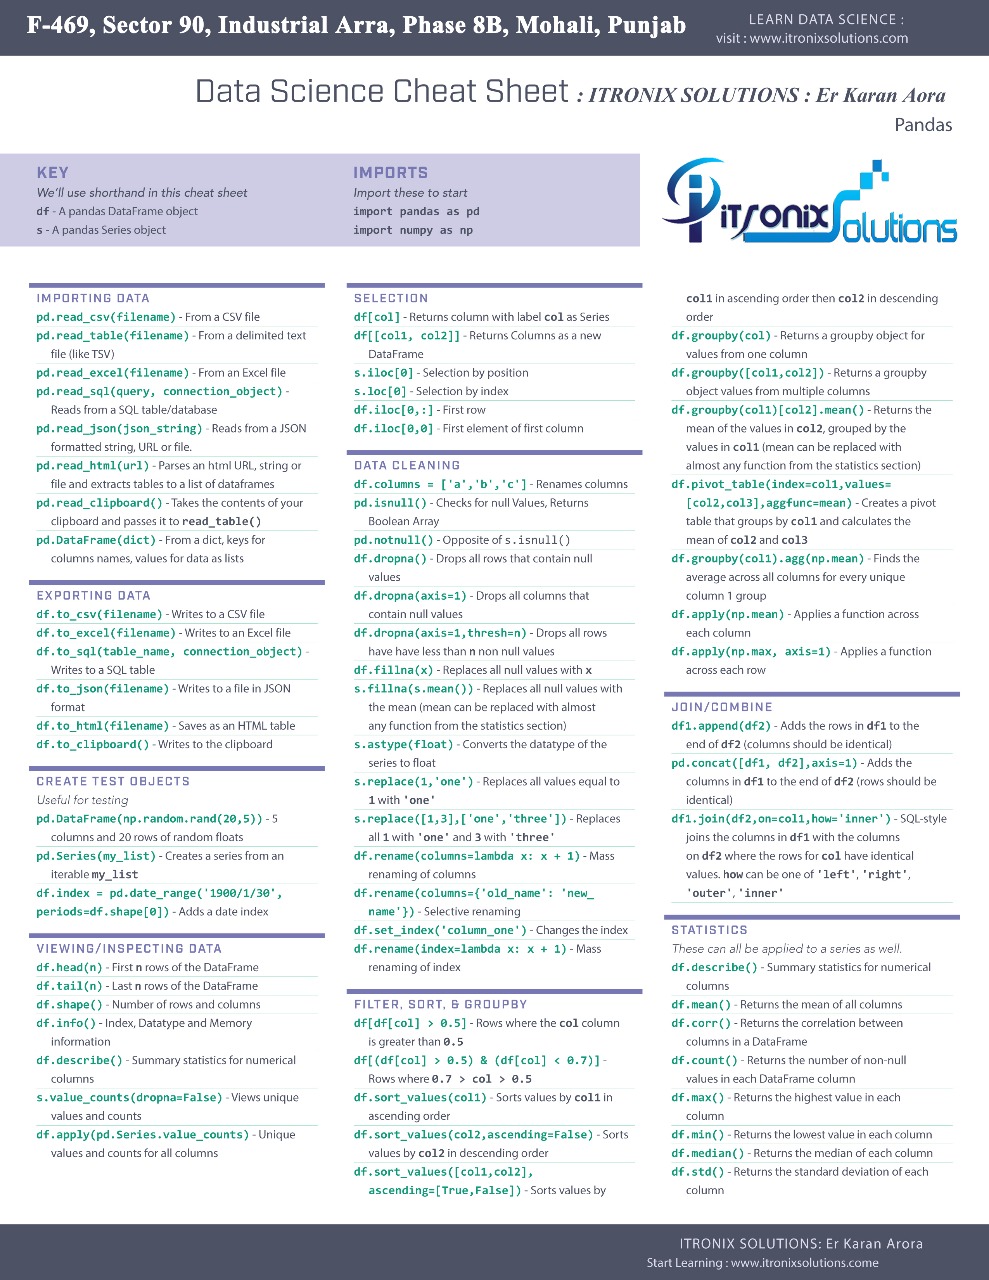 F-469, Sector 90, Industrial Arra, Phase 8B, Mohali, Punjab
LEARN DATA SCIENCE :
visit : www.itronixsolutions.com
Data Science Cheat Sheet : ITRONIX SOLUTIONS : Er Karan Aora
Pandas
KEY
We'll use shorthand in this cheat sheet
df - A pandas DataFrame object
s - A pandas Series object
IMPORTS
Import these to start
import pandas as pd
import numpy as np
iTronix Solutions
IMPORTING DATA
pd.read_csv(filename) - From a CSV file
pd.read_table(filename) - From a delimited text
file (like TSV)
pd.read_excel(filename) - From an Excel file
pd.read_sql(query, connection_object) -
Reads from a SQL table/database
pd.read_json(json_string) - Reads from a JSON
formatted string, URL or file.
pd.read_html(url) - Parses an html URL, string or
file and extracts tables to a list of dataframes
pd.read_clipboard() - Takes the contents of your
clipboard and passes it to read_table()
pd.DataFrame(dict) - From a dict, keys for
columns names, values for data as lists
EXPORTING DATA
df.to_csv(filename) - Writes to a CSV file
df.to_excel(filename) - Writes to an Excel file
df.to_sql(table_name, connection_object) -
Writes to a SQL table
df.to_json(filename) - Writes to a file in JSON
format
df.to_html(filename) - Saves as an HTML table
df.to_clipboard() - Writes to the clipboard
CREATE TEST OBJECTS
Useful for testing
pd.DataFrame(np.random.rand(20,5)) - 5
columns and 20 rows of random floats
pd.Series(my_list) - Creates a series from an
iterable my_list
df.index = pd.date_range('1900/1/30',
periods=df.shape[0]) - Adds a date index
VIEWING/INSPECTING DATA
df.head(n) - First n rows of the DataFrame
df.tail(n) - Last n rows of the DataFrame
df.shape() - Number of rows and columns
df.info() - Index, Datatype and Memory
information
df.describe() - Summary statistics for numerical
columns
s.value_counts(dropna=False) - Views unique
values and counts
df.apply(pd.Series.value_counts) - Unique
values and counts for all columns
SELECTION
df[col] - Returns column with label col as Series
df[[col1, col2]] - Returns Columns as a new
DataFrame
s.iloc[0] - Selection by position
s.loc[0] - Selection by index
df.iloc[0,:] - First row
df.iloc[0,0] - First element of first column
DATA CLEANING
df.columns = ['a','b','c'] - Renames columns
pd.isnull() - Checks for null Values, Returns
Boolean Array
pd.notnull() - Opposite of s.isnull()
df.dropna() - Drops all rows that contain null
values
df.dropna(axis=1) - Drops all columns that
contain null values
df.dropna(axis=1,thresh=n) - Drops all rows
have have less than n non null values
df.fillna(x) - Replaces all null values with x
s.fillna(s.mean()) - Replaces all null values with
the mean (mean can be replaced with almost
any function from the statistics section)
s.astype(float) - Converts the datatype of the
series to float
s.replace(1,'one') - Replaces all values equal to
1 with 'one'
s.replace([1,3],['one','three']) - Replaces
all 1 with 'one' and 3 with 'three'
df.rename(columns=lambda x: x + 1) - Mass
renaming of columns
df.rename(columns={'old_name': 'new_
name'}) - Selective renaming
df.set_index('column_one') - Changes the index
df.rename(index=lambda x: x + 1) - Mass
renaming of index
FILTER, SORT, & GROUPBY
df[df[col] > 0.5] - Rows where the col column
is greater than 0.5
df[(df[col] > 0.5) & (df[col] < 0.7)] -
Rows where 0.7 > col > 0.5
df.sort_values(col1) - Sorts values by col1 in
ascending order
df.sort_values(col2,ascending=False) - Sorts
values by col2 in descending order
df.sort_values([col1,col2],
ascending=[True,False]) - Sorts values by
col1 in ascending order then col2 in descending
order
df.groupby(col) - Returns a groupby object for
values from one column
df.groupby([col1,col2]) - Returns a groupby
object values from multiple columns
df.groupby(col1)[col2].mean() - Returns the
mean of the values in col2, grouped by the
values in col1 (mean can be replaced with
almost any function from the statistics section)
df.pivot_table(index=col1,values=
[col2,col3],aggfunc=mean) - Creates a pivot
table that groups by col1 and calculates the
mean of col2 and col3
df.groupby(col1).agg(np.mean) - Finds the
average across all columns for every unique
column 1 group
df.apply(np.mean) - Applies a function across
each column
df.apply(np.max, axis=1) - Applies a function
across each row
JOIN/COMBINE
df1.append(df2) - Adds the rows in df1 to the
end of df2 (columns should be identical)
pd.concat([df1, df2],axis=1) - Adds the
columns in df1 to the end of df2 (rows should be
identical)
df1.join(df2,on=col1,how='inner') - SQL-style
joins the columns in df1 with the columns
on df2 where the rows for col have identical
values. how can be one of 'left', 'right',
'outer', 'inner'
STATISTICS
These can all be applied to a series as well.
df.describe() - Summary statistics for numerical
columns
df.mean() - Returns the mean of all columns
df.corr() - Returns the correlation between
columns in a DataFrame
df.count() - Returns the number of non-null
values in each DataFrame column
df.max() - Returns the highest value in each
column
df.min() - Returns the lowest value in each column
df.median() - Returns the median of each column
df.std() - Returns the standard deviation of each
column
ITRONIX SOLUTIONS: Er Karan Arora
Start Learning : www.itronixsolutions.come